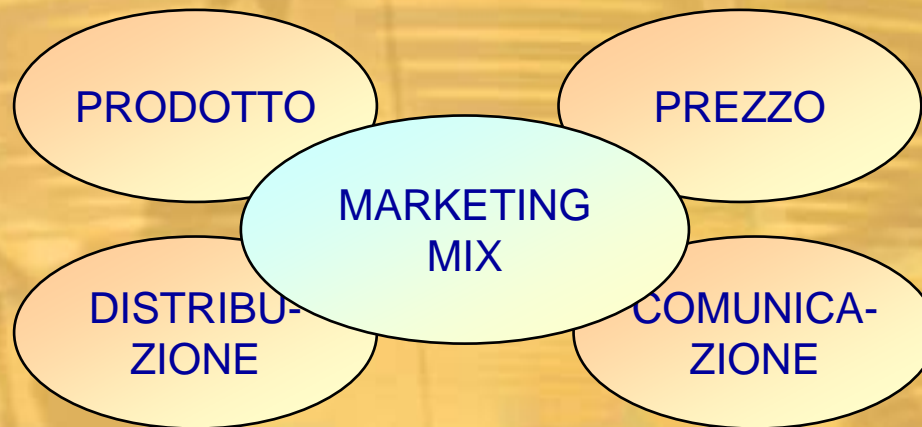 PRODOTTO
PREZZO
MARKETING
MIX
DISTRIBU-
ZIONE
COMUNICA-
ZIONE